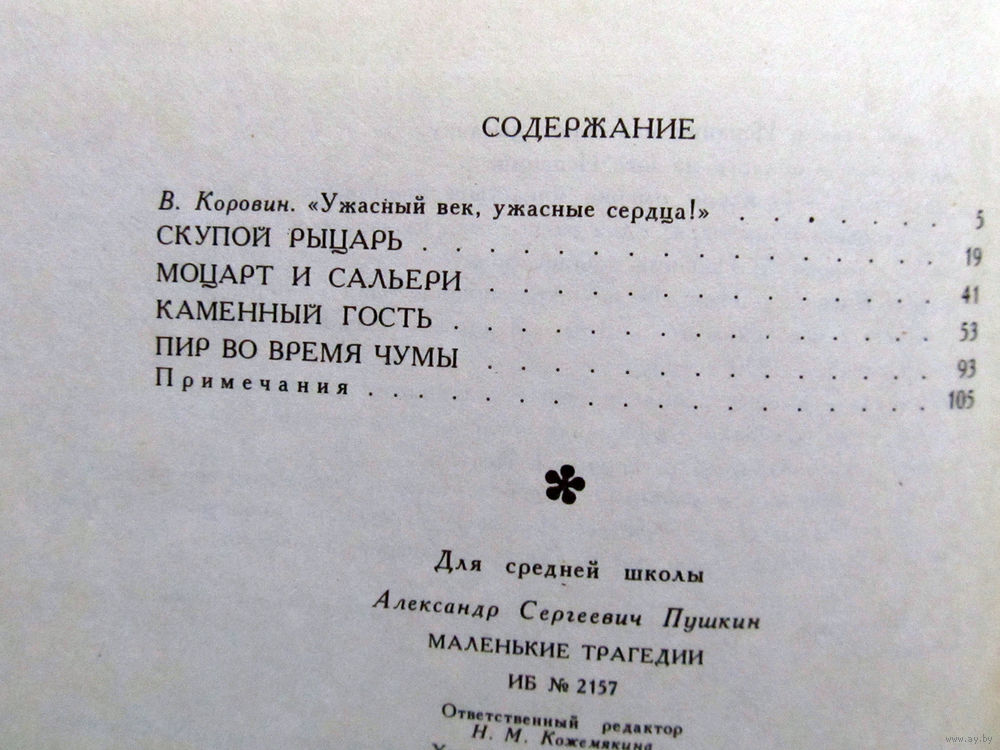 СОДЕРЖАНИЕ
В. Коровин. «Ужасный век, ужасные сердца!» . . . . . . . 5
СКУПОЙ РЫЦАРЬ . . . . . . . . . . . . . . . . . . 19
МОЦАРТ И САЛЬЕРИ . . . . . . . . . . . . . . . . 41
КАМЕННЫЙ ГОСТЬ . . . . . . . . . . . . . . . . . 53
ПИР ВО ВРЕМЯ ЧУМЫ . . . . . . . . . . . . . . . . 93
Примечания . . . . . . . . . . . . . . . . . . . . 105
Для средней школы
Александр Сергеевич Пушкин
МАЛЕНЬКИЕ ТРАГЕДИИ
ИБ № 2157
Ответственный редактор
Н. М. Кожемякина
www.ay.by